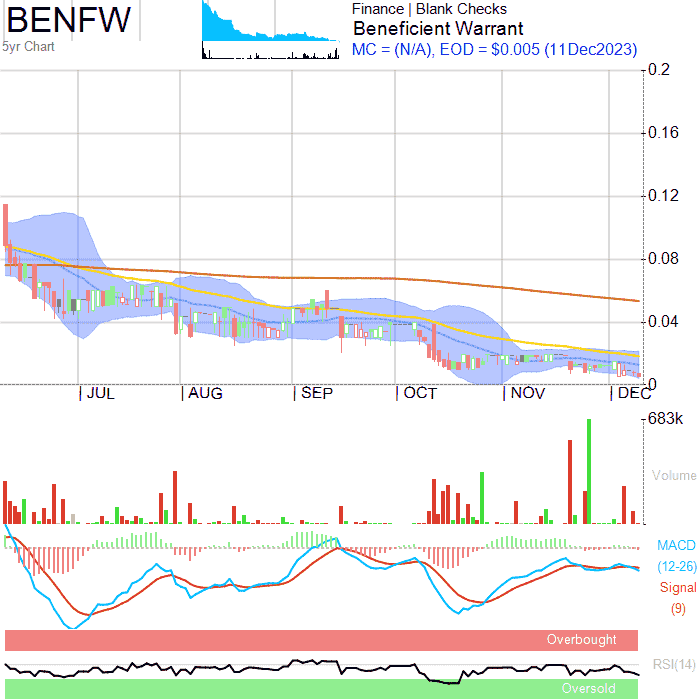 BENFW
5yr Chart
Finance | Blank Checks
Beneficient Warrant
MC = (N/A), EOD = $0.005 (11Dec2023)
0.2
0.16
0.12
0.08
0.04
0
JUL
AUG
SEP
OCT
NOV
DEC
683k
Volume
MACD
(12-26)
Signal
(9)
Overbought
RSI(14)
Oversold